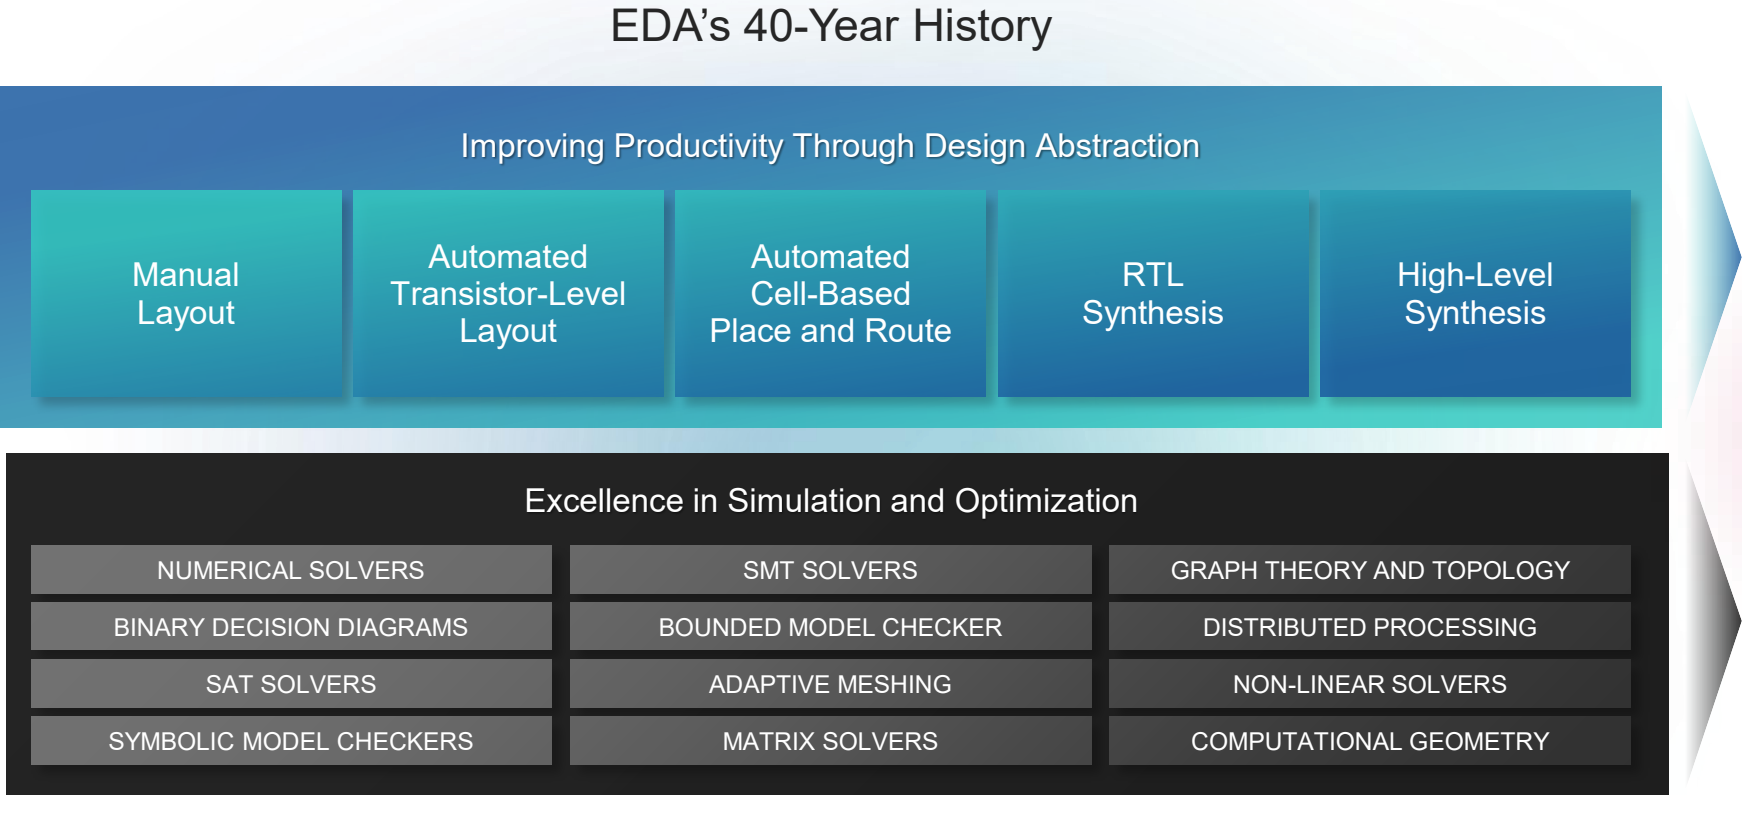 EDA’s 40-Year History
Improving Productivity Through Design Abstraction
Manual
Layout
Automated
Transistor-Level
Layout
Automated
Cell-Based
Place and Route
RTL
Synthesis
High-Level
Synthesis
Excellence in Simulation and Optimization
NUMERICAL SOLVERS
SMT SOLVERS
GRAPH THEORY AND TOPOLOGY
BINARY DECISION DIAGRAMS
BOUNDED MODEL CHECKER
DISTRIBUTED PROCESSING
SAT SOLVERS
ADAPTIVE MESHING
NON-LINEAR SOLVERS
SYMBOLIC MODEL CHECKERS
MATRIX SOLVERS
COMPUTATIONAL GEOMETRY